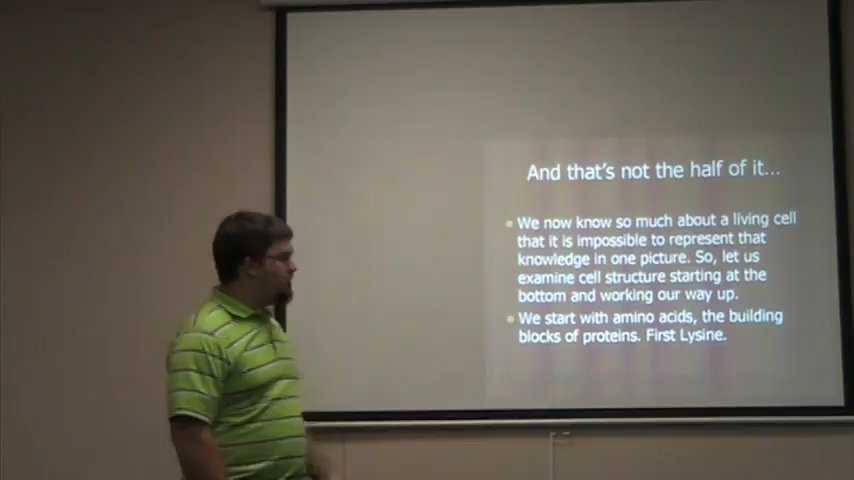 And that's not the half of it...
We now know so much about a living cell
that it is impossible to represent that
knowledge in one picture. So, let us
examine cell structure starting at the
bottom and working our way up.
We start with amino acids, the building
blocks of proteins. First Lysine.